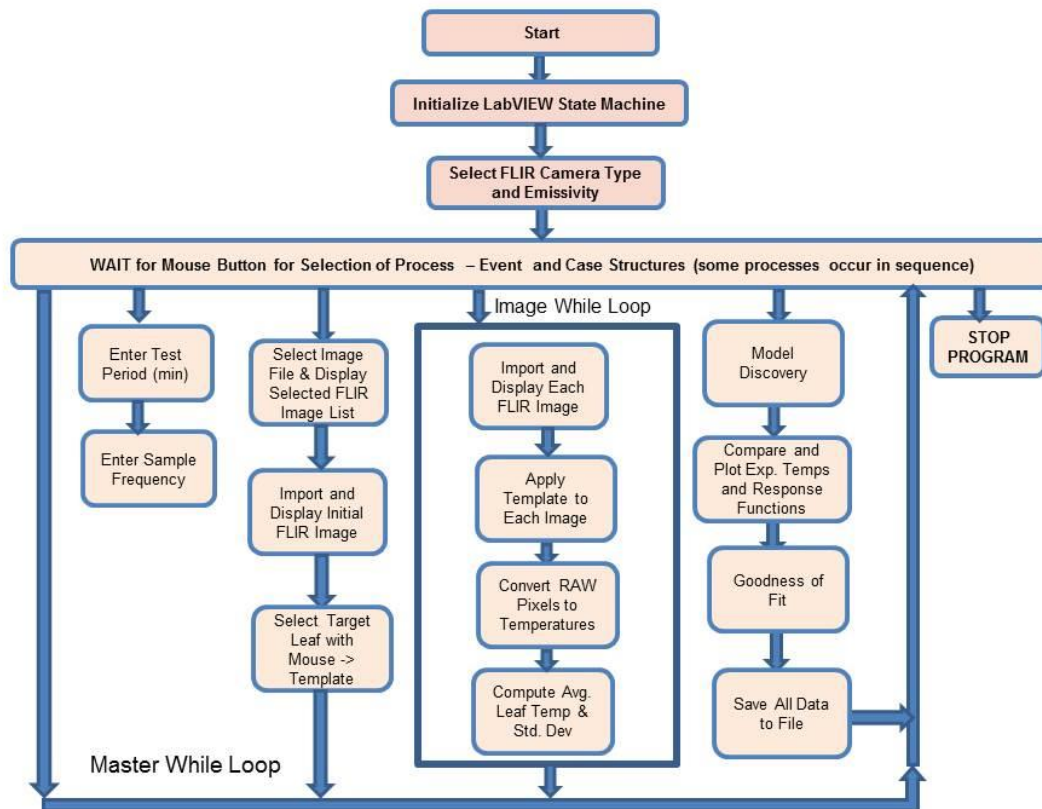 Start
Initialize LabVIEW State Machine
Select FLIR Camera Type
and Emissivity
WAIT for Mouse Button for Selection of Process – Event and Case Structures (some processes occur in sequence)
Enter Test
Period (min)
Enter Sample
Frequency
Select Image
File & Display
Selected FLIR
Image List
Import and
Display Initial
FLIR Image
Select Target
Leaf with
Mouse ->
Template
Image While Loop
Import and
Display Each
FLIR Image
Apply
Template to
Each Image
Convert RAW
Pixels to
Temperatures
Compute Avg.
Leaf Temp &
Std. Dev
Model
Discovery
Compare and
Plot Exp. Temps
and Response
Functions
Goodness of
Fit
Save All Data
to File
STOP
PROGRAM
Master While Loop